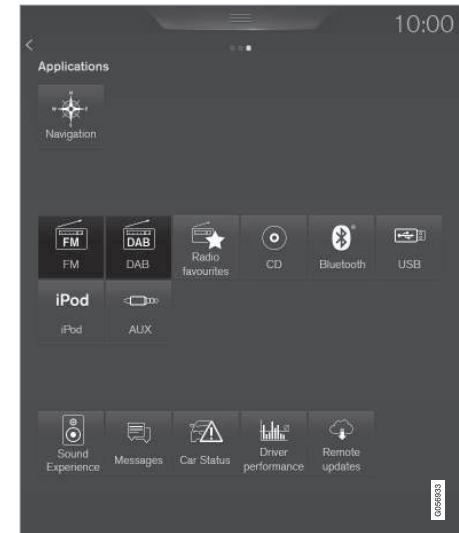 10:00
Applications
N
W E
S
Navigation
FM
DAB
FM
DAB
Radio
favourites
CD
Bluetooth
USB
iPod
iPod
AUX
Sound
Experience
Messages
Car Status
Driver
performance
Remote
updates
G056933